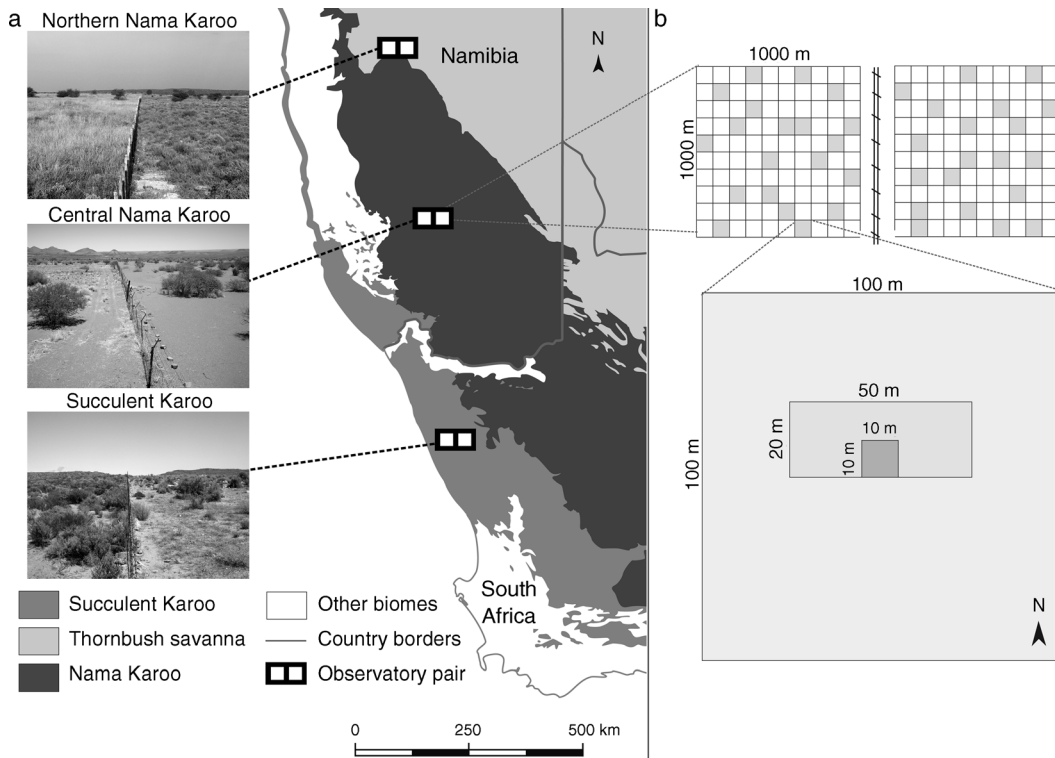 a
Northern Nama Karoo
Central Nama Karoo
Succulent Karoo
Namibia
N
South
Africa
Succulent Karoo
Thornbush savanna
Nama Karoo
Other biomes
Country borders
Observatory pair
0 250 500 km
b
1000 m
1000 m
100 m
100 m
50 m
20 m
10 m
10 m
N